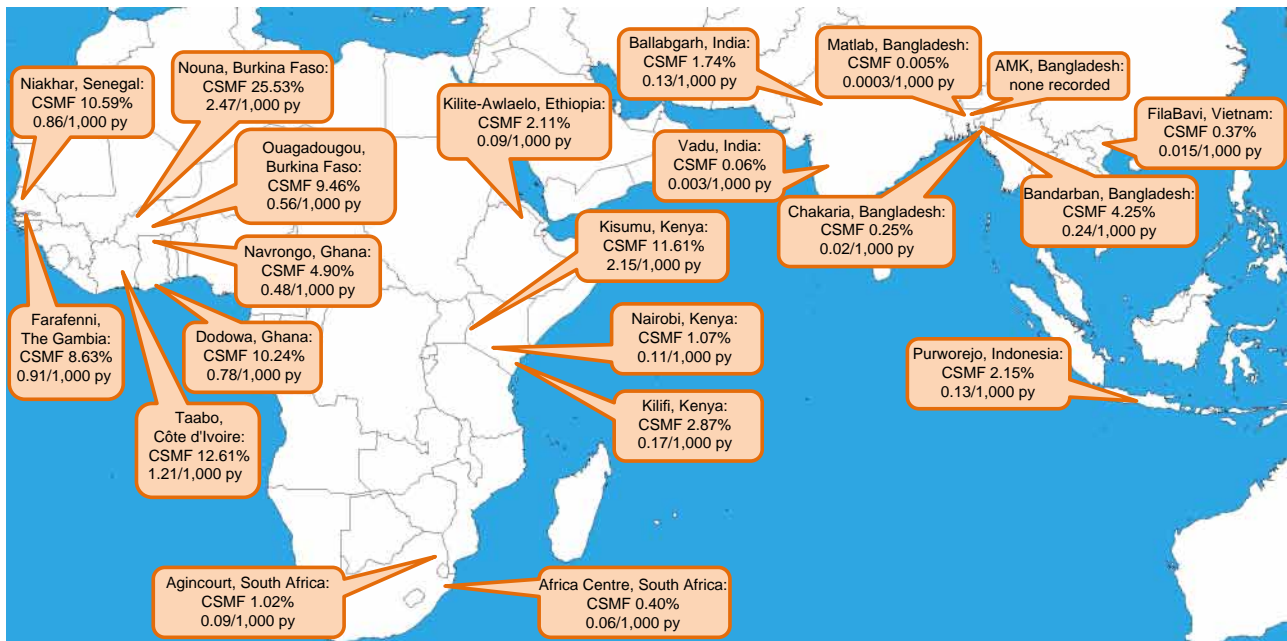 Niakhar, Senegal:
CSMF 10.59%
0.86/1,000 py
Nouna, Burkina Faso:
CSMF 25.53%
2.47/1,000 py
Ouagadougou,
Burkina Faso:
CSMF 9.46%
0.56/1,000 py
Navrongo, Ghana:
CSMF 4.90%
0.48/1,000 py
Farafenni,
The Gambia:
CSMF 8.63%
0.91/1,000 py
Dodowa, Ghana:
CSMF 10.24%
0.78/1,000 py
Taabo,
Côte d'Ivoire:
CSMF 12.61%
1.21/1,000 py
Kilite-Awlaelo, Ethiopia:
CSMF 2.11%
0.09/1,000 py
Kisumu, Kenya:
CSMF 11.61%
2.15/1,000 py
Nairobi, Kenya:
CSMF 1.07%
0.11/1,000 py
Kilifi, Kenya:
CSMF 2.87%
0.17/1,000 py
Agincourt, South Africa:
CSMF 1.02%
0.09/1,000 py
Africa Centre, South Africa:
CSMF 0.40%
0.06/1,000 py
Ballabgarh, India:
CSMF 1.74%
0.13/1,000 py
Matlab, Bangladesh:
CSMF 0.005%
0.0003/1,000 py
AMK, Bangladesh:
none recorded
FilaBavi, Vietnam:
CSMF 0.37%
0.015/1,000 py
Vadu, India:
CSMF 0.06%
0.003/1,000 py
Chakaria, Bangladesh:
CSMF 0.25%
0.02/1,000 py
Bandarban, Bangladesh:
CSMF 4.25%
0.24/1,000 py
Purworejo, Indonesia:
CSMF 2.15%
0.13/1,000 py